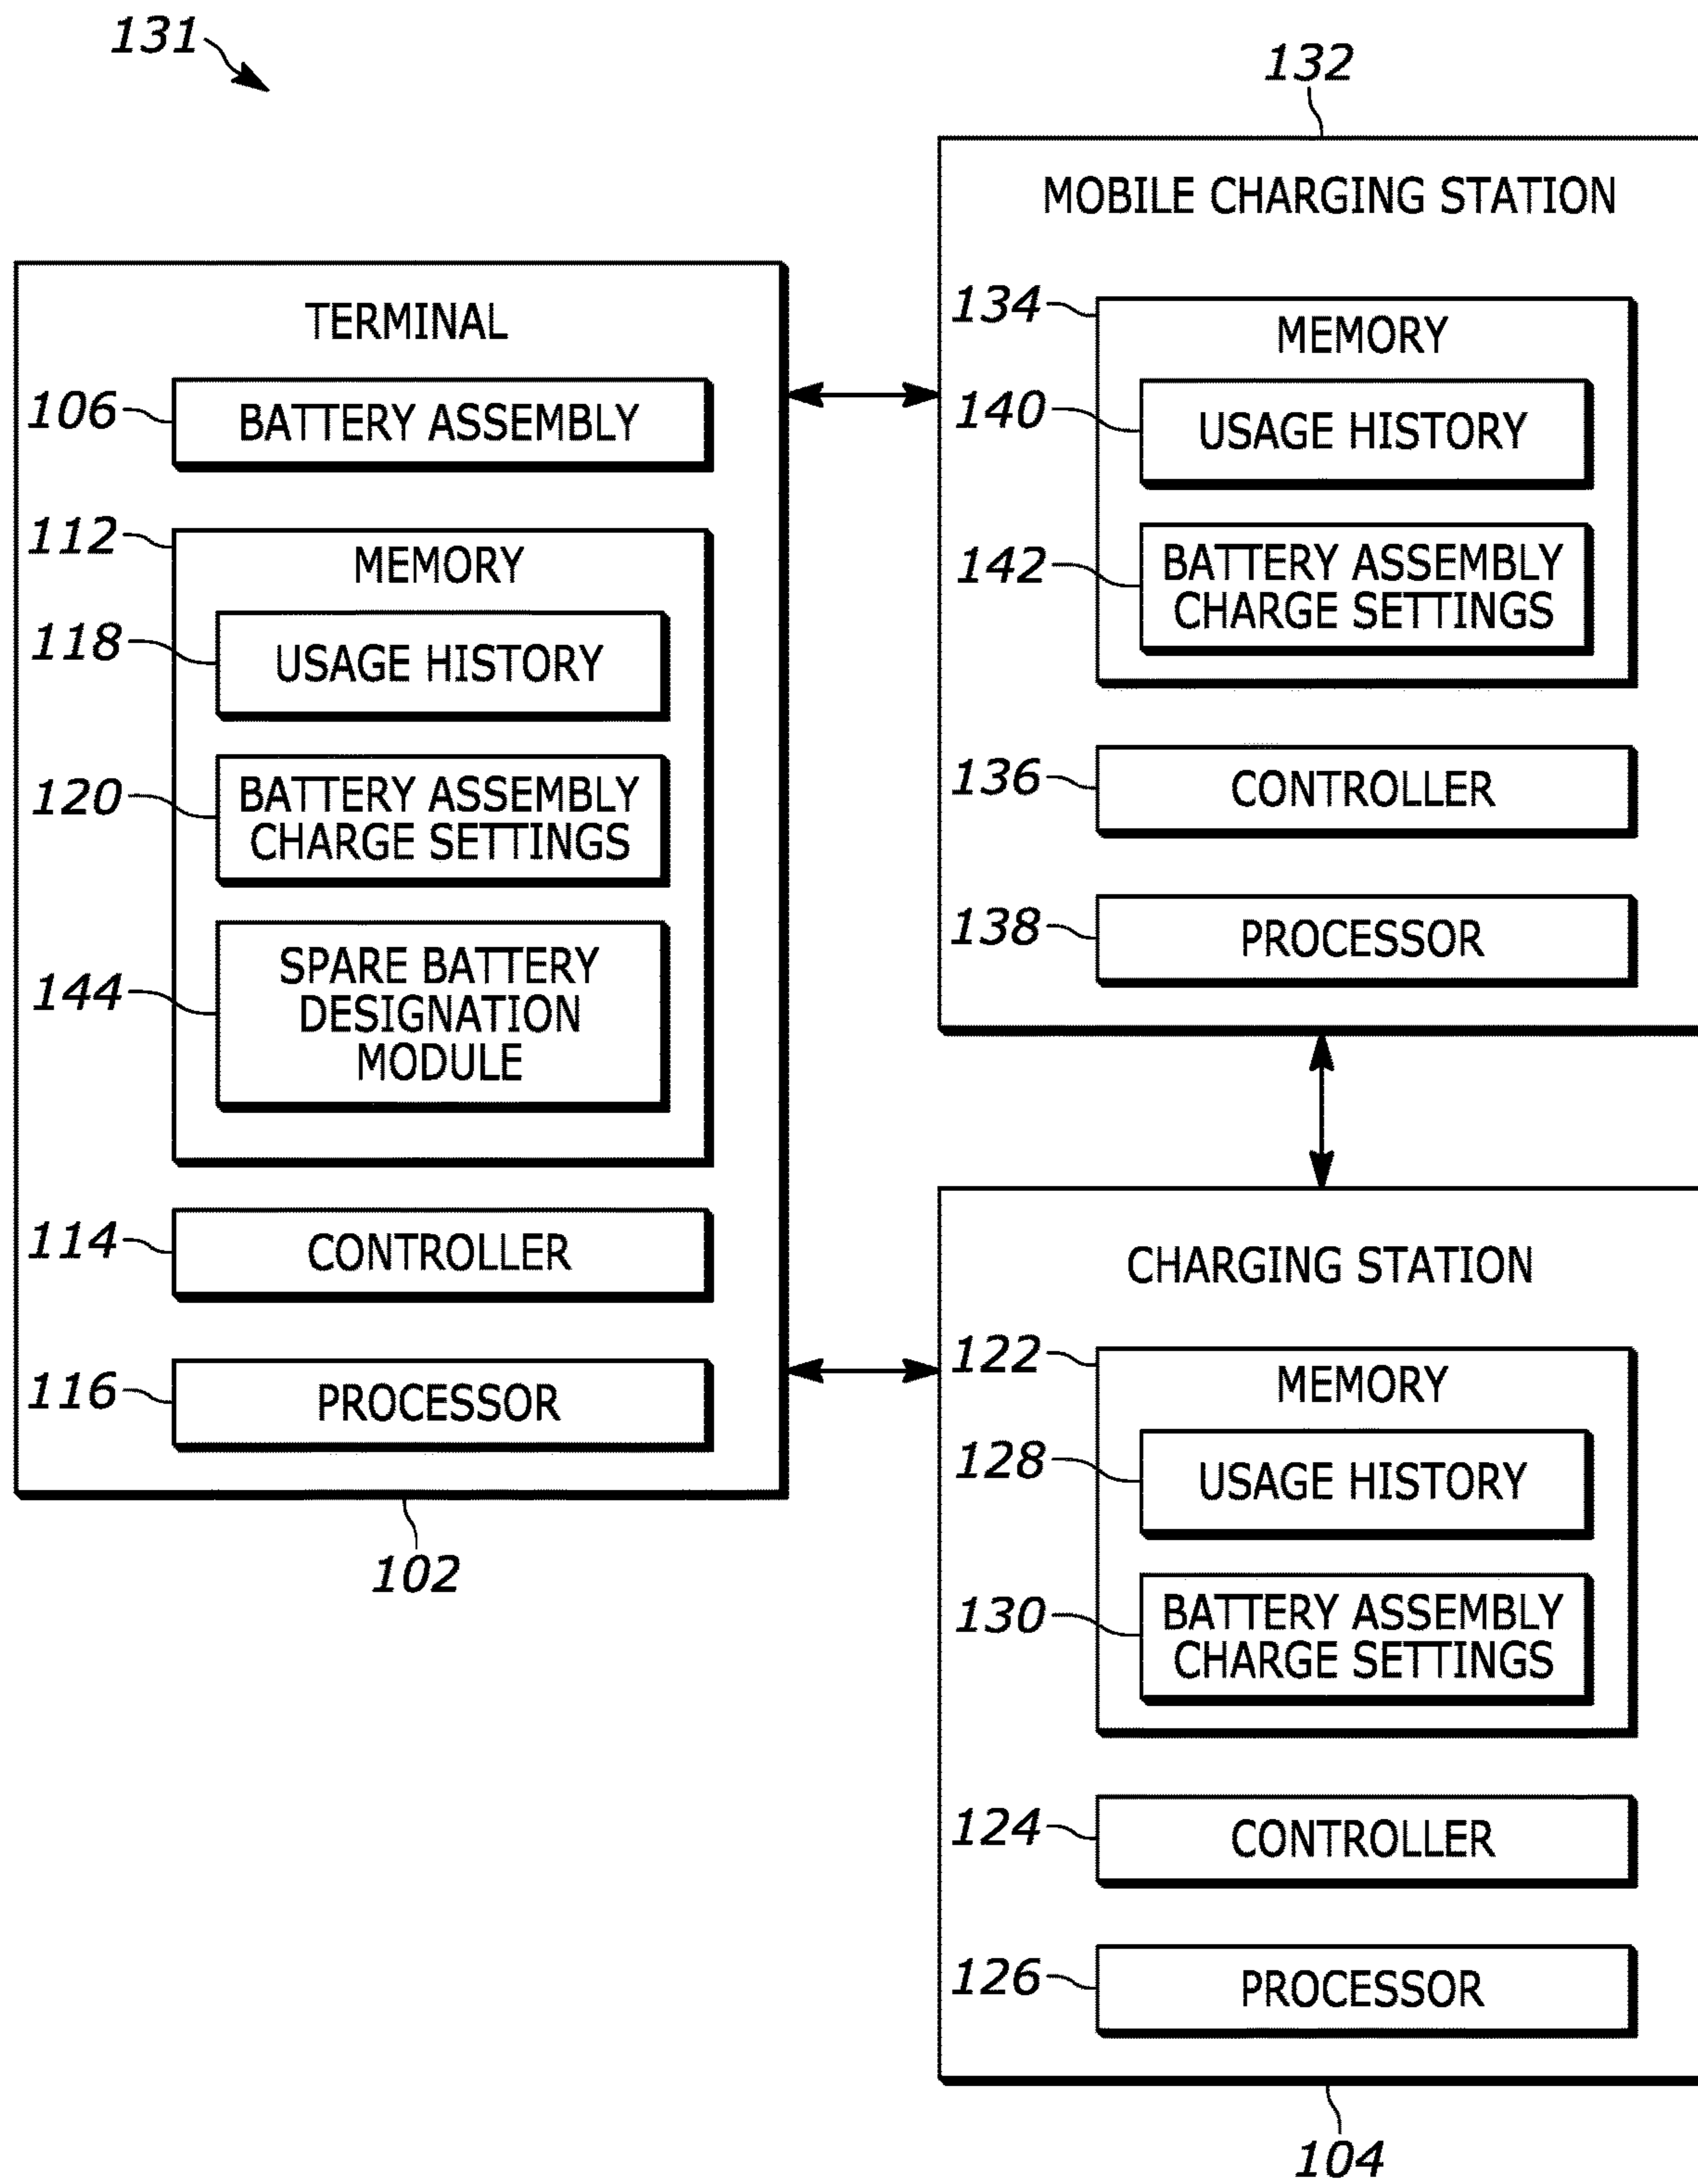 131
132
MOBILE CHARGING STATION
134
MEMORY
140
USAGE HISTORY
142
BATTERY ASSEMBLY
CHARGE SETTINGS
136
CONTROLLER
138
PROCESSOR
TERMINAL
106
BATTERY ASSEMBLY
112
MEMORY
118
USAGE HISTORY
120
BATTERY ASSEMBLY
CHARGE SETTINGS
144
SPARE BATTERY
DESIGNATION
MODULE
114
CONTROLLER
116
PROCESSOR
102
CHARGING STATION
122
MEMORY
128
USAGE HISTORY
130
BATTERY ASSEMBLY
CHARGE SETTINGS
124
CONTROLLER
126
PROCESSOR
104